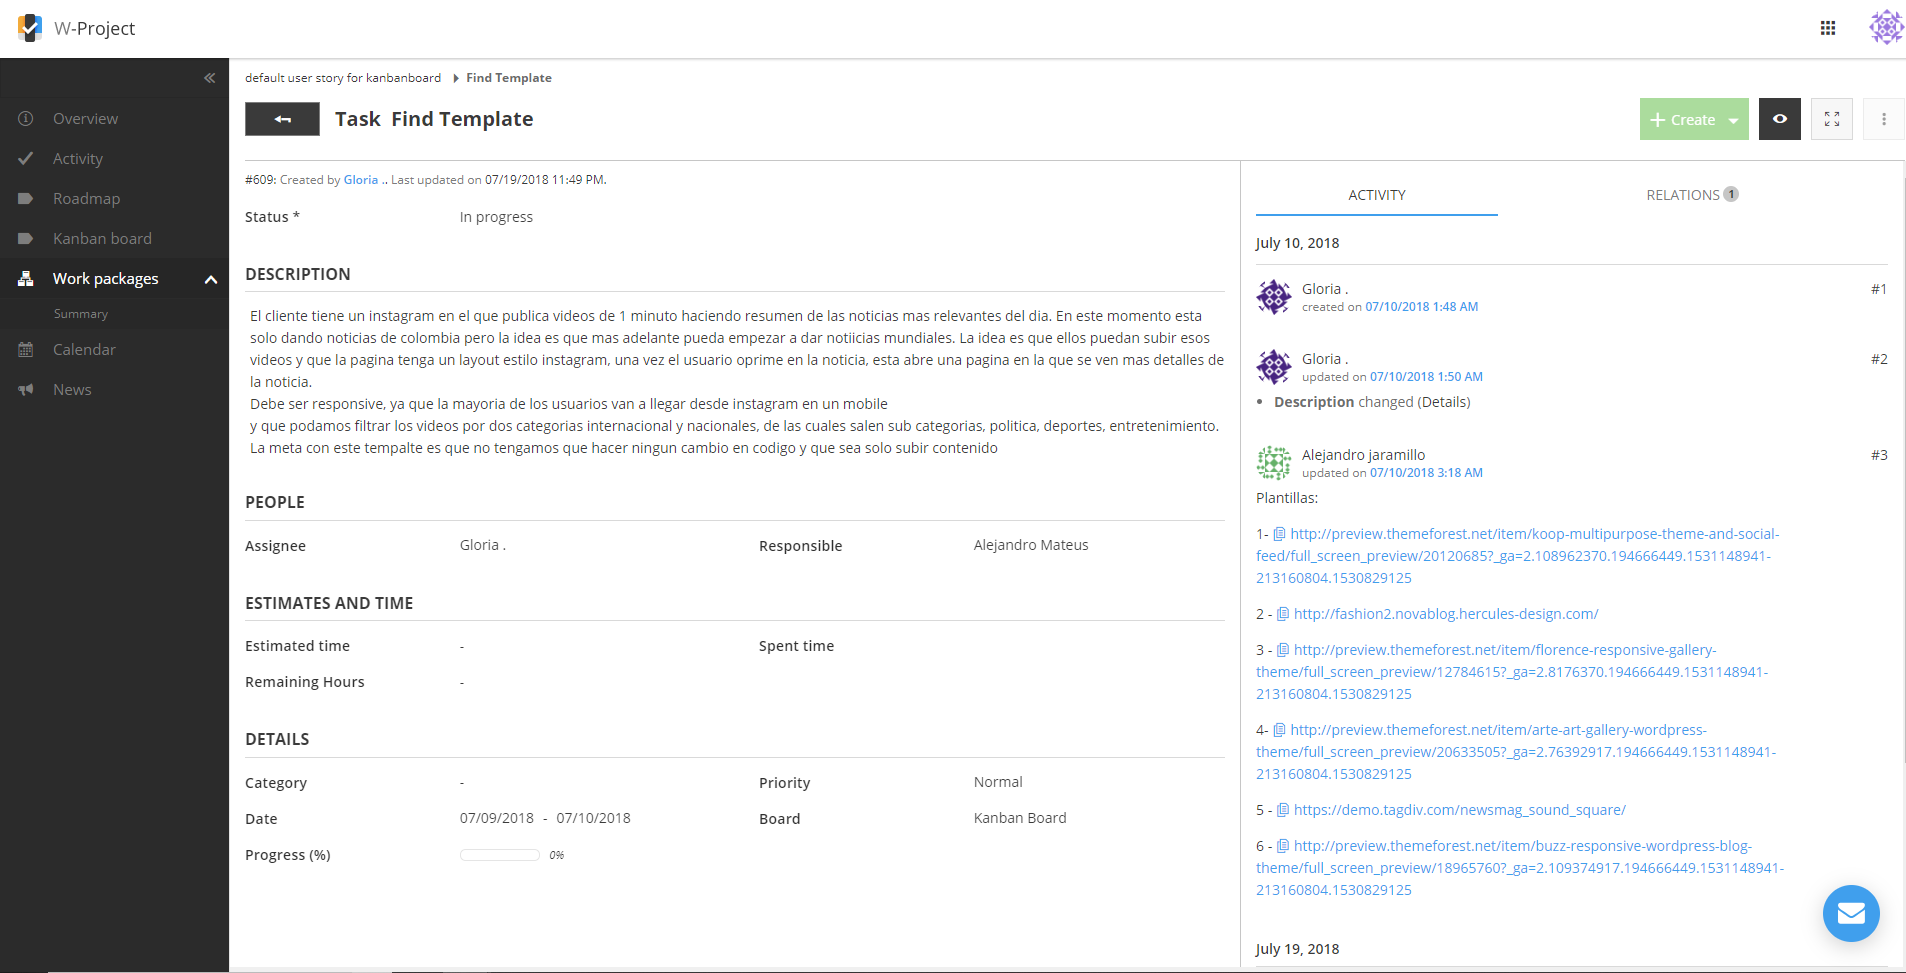 W-Project
Overview
Activity
Roadmap
Kanban board
Work packages
Summary
Calendar
News
default user story for kanbanboard Find Template
Task Find Template
Create
#609: Created by Gloria .. Last updated on 07/19/2018 11:49 PM.
Status * In progress
DESCRIPTION
El cliente tiene un instagram en el que publica videos de 1 minuto haciendo resumen de las noticias mas relevantes del dia. En este momento esta
solo dando noticias de colombia pero la idea es que mas adelante pueda empezar a dar notiicias mundiales. La idea es que ellos puedan subir esos
videos y que la pagina tenga un layout estilo instagram, una vez el usuario oprime en la noticia, esta abre una pagina en la que se ven mas detalles de
la noticia.
Debe ser responsive, ya que la mayoria de los usuarios van a llegar desde instagram en un mobile
y que podamos filtrar los videos por dos categorias internacional y nacionales, de las cuales salen sub categorias, politica, deportes, entretenimiento.
La meta con este tempalte es que no tengamos que hacer ningun cambio en codigo y que sea solo subir contenido
PEOPLE
Assignee Gloria . Responsible Alejandro Mateus
ESTIMATES AND TIME
Estimated time - Spent time
Remaining Hours -
DETAILS
Category - Priority Normal
Date 07/09/2018 - 07/10/2018 Board Kanban Board
Progress (%) 0%
ACTIVITY RELATIONS 1
July 10, 2018
Gloria . #1
created on 07/10/2018 1:48 AM
Gloria . #2
updated on 07/10/2018 1:50 AM
• Description changed (Details)
Alejandro jaramillo #3
updated on 07/10/2018 3:18 AM
Plantillas:
1- http://preview.themeforest.net/item/koop-multipurpose-theme-and-social-
feed/full_screen_preview/20120685?_ga=2.108962370.194666449.1531148941-
213160804.1530829125
2 - http://fashion2.novablog.hercules-design.com/
3 - http://preview.themeforest.net/item/florence-responsive-gallery-
theme/full_screen_preview/12784615?_ga=2.8176370.194666449.1531148941-
213160804.1530829125
4- http://preview.themeforest.net/item/arte-art-gallery-wordpress-
theme/full_screen_preview/20633505?_ga=2.76392917.194666449.1531148941-
213160804.1530829125
5 - https://demo.tagdiv.com/newsmag_sound_square/
6 - http://preview.themeforest.net/item/buzz-responsive-wordpress-blog-
theme/full_screen_preview/18965760?_ga=2.109374917.194666449.1531148941-
213160804.1530829125
July 19, 2018